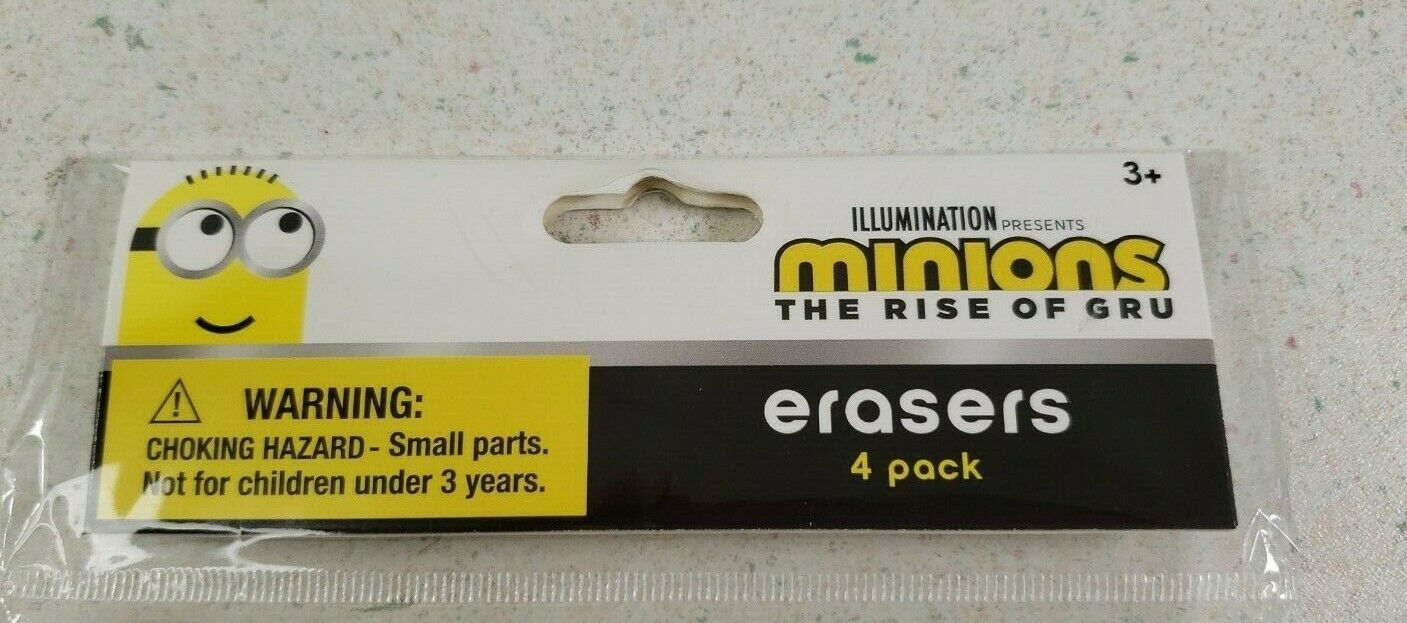 3+
ILLUMINATION PRESENTS
minions
THE RISE OF GRU
WARNING:
CHOKING HAZARD - Small parts.
Not for children under 3 years.
erasers
4 pack